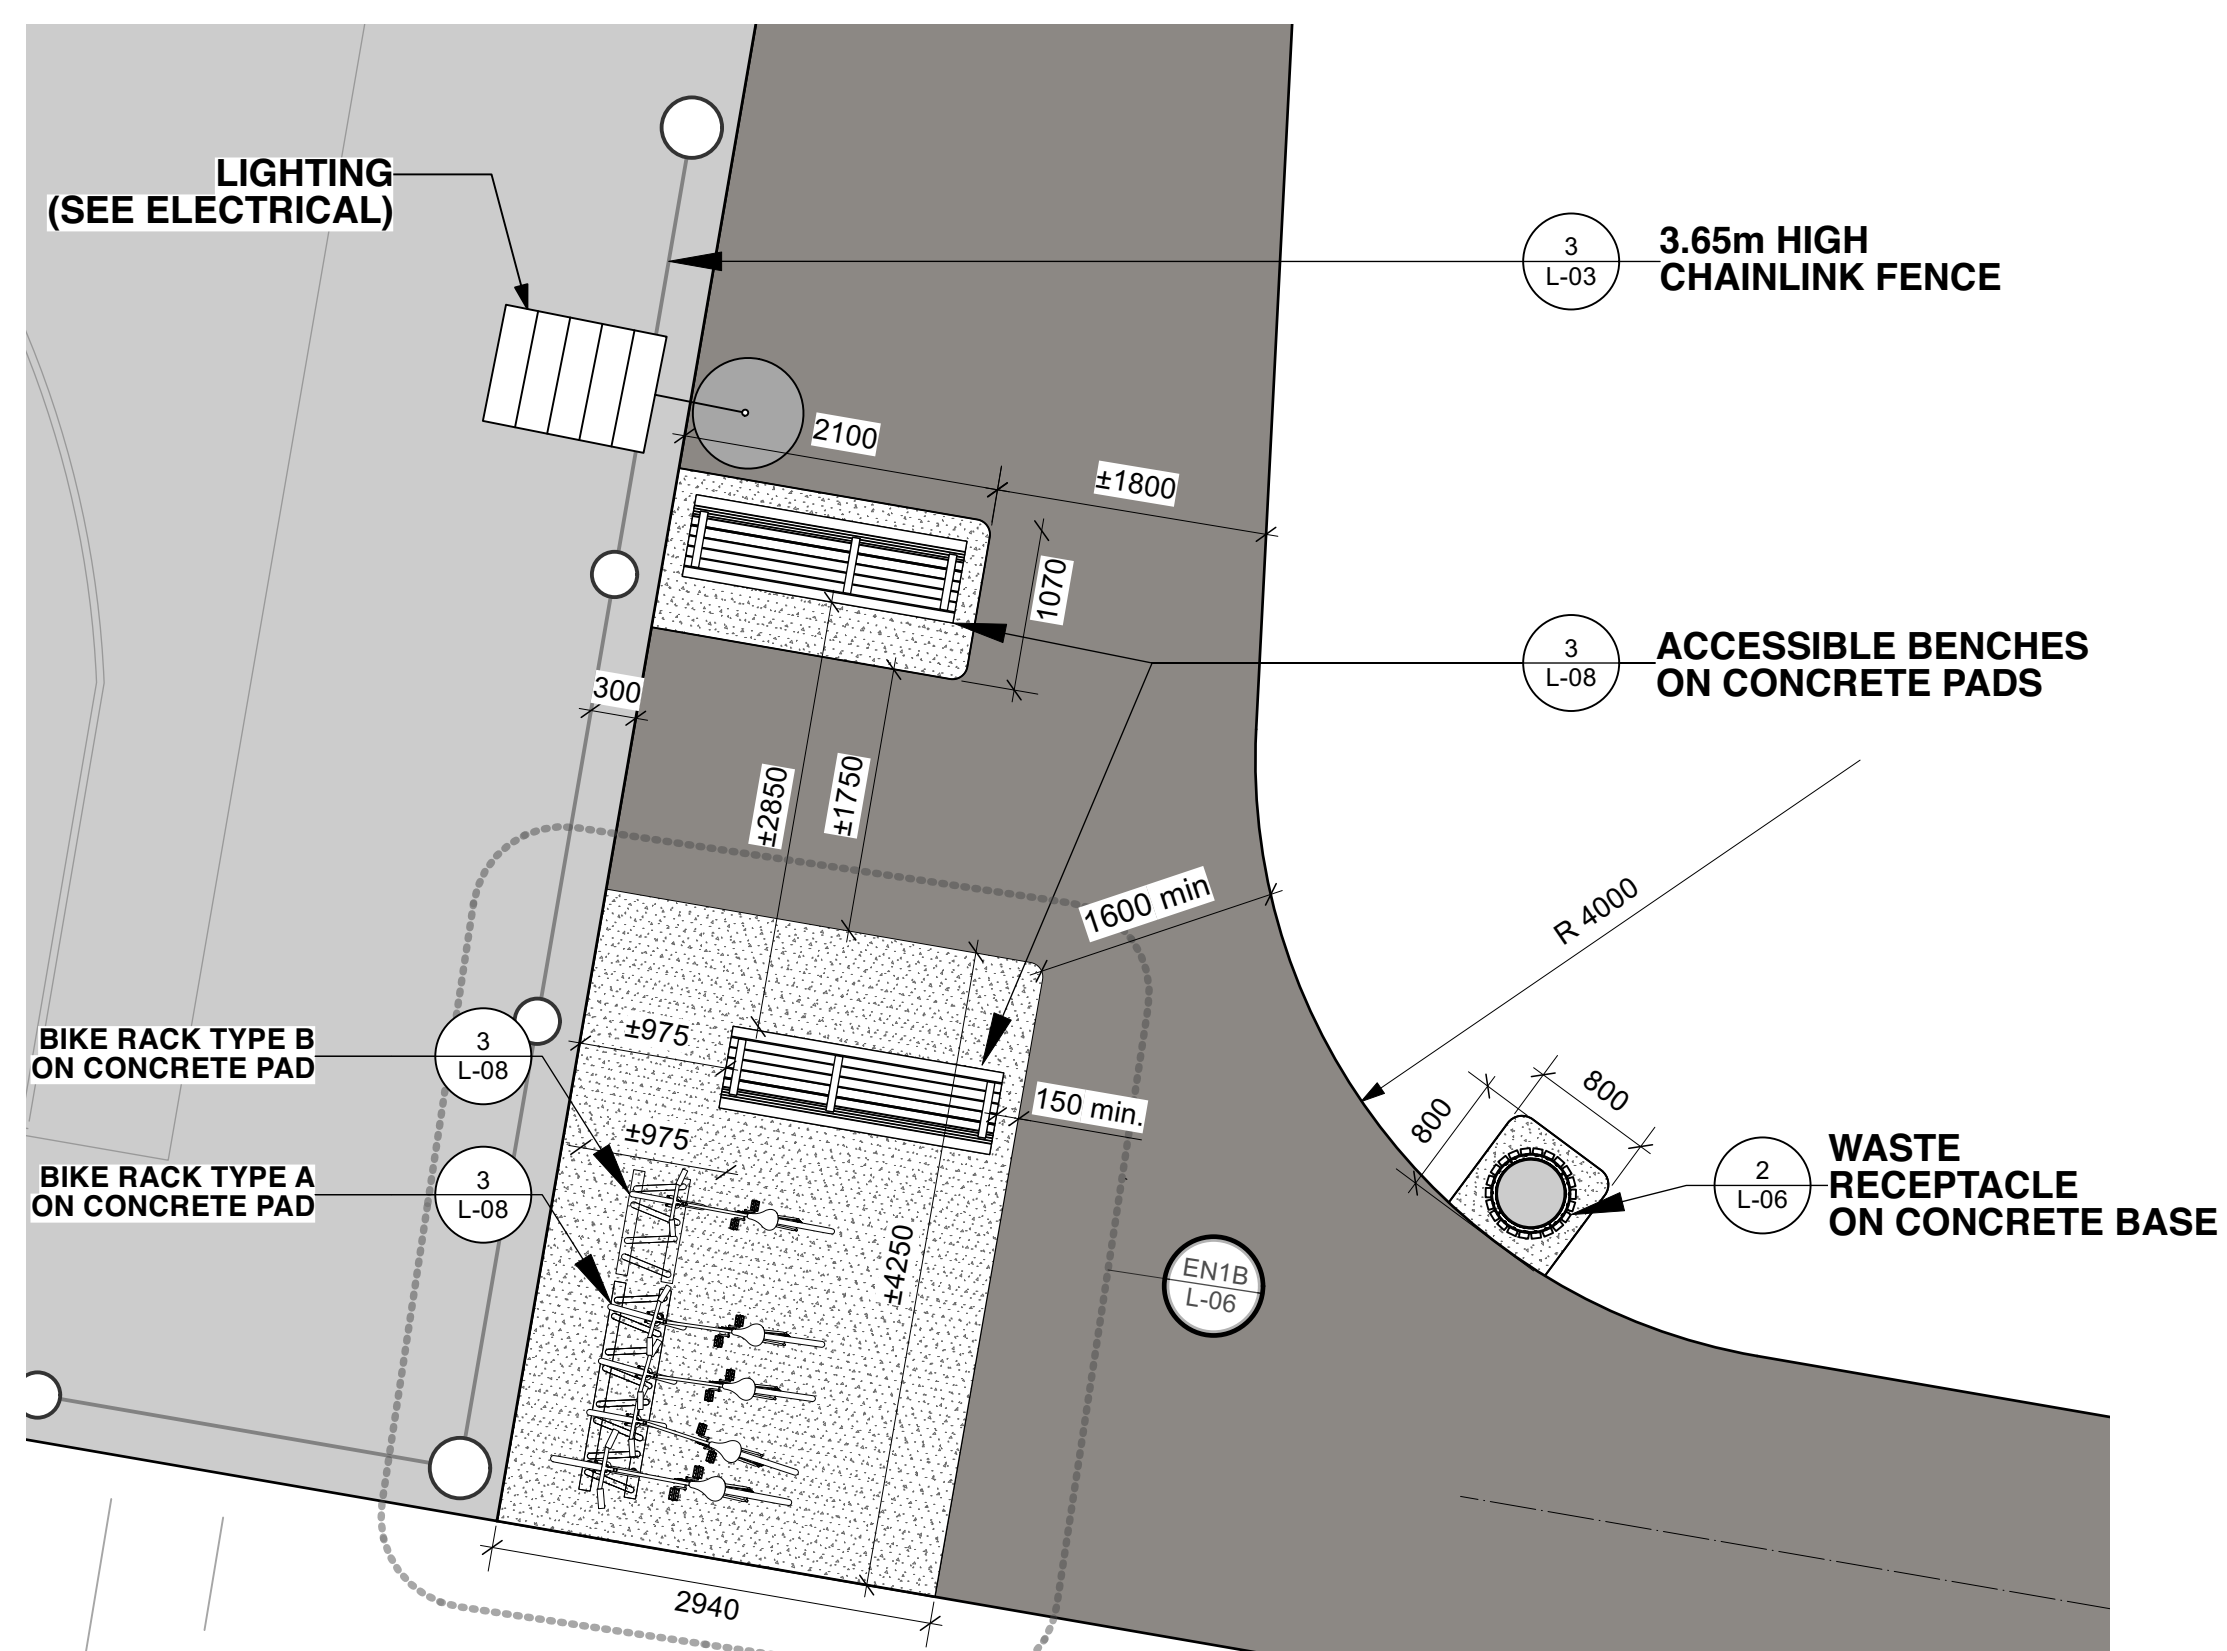 LIGHTING
(SEE ELECTRICAL)
3
L-03
3.65m HIGH
CHAINLINK FENCE
2100
±1800
1070
3
L-08
ACCESSIBLE BENCHES
ON CONCRETE PADS
300
±2850
±1750
1600 min
R 4000
BIKE RACK TYPE B
ON CONCRETE PAD
3
L-08
±975
150 min.
800
800
±975
BIKE RACK TYPE A
ON CONCRETE PAD
3
L-08
2
L-06
WASTE
RECEPTACLE
ON CONCRETE BASE
±4250
EN1B
L-06
2940